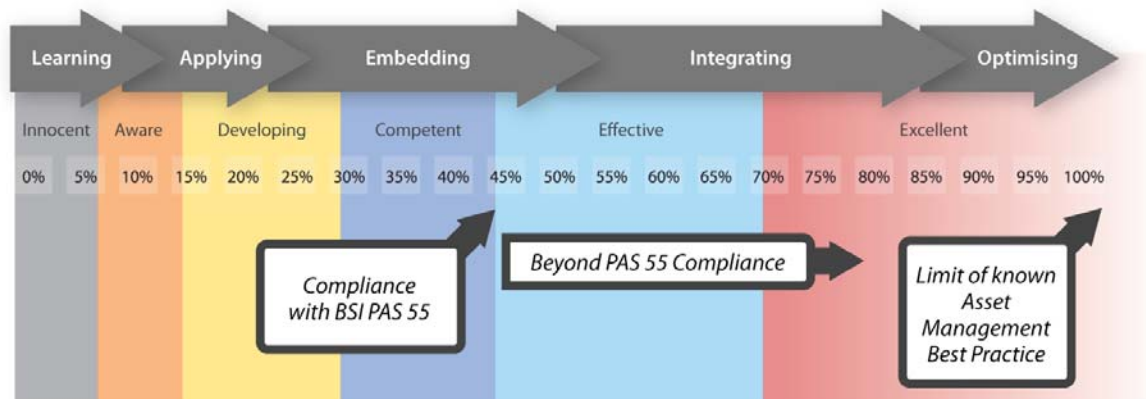 Learning Applying Embedding Integrating Optimising
Innocent Aware Developing Competent Effective Excellent
0% 5% 10% 15% 20% 25% 30% 35% 40% 45% 50% 55% 60% 65% 70% 75% 80% 85% 90% 95% 100%
Compliance
with BSI PAS 55
Beyond PAS 55 Compliance
Limit of known
Asset
Management
Best Practice